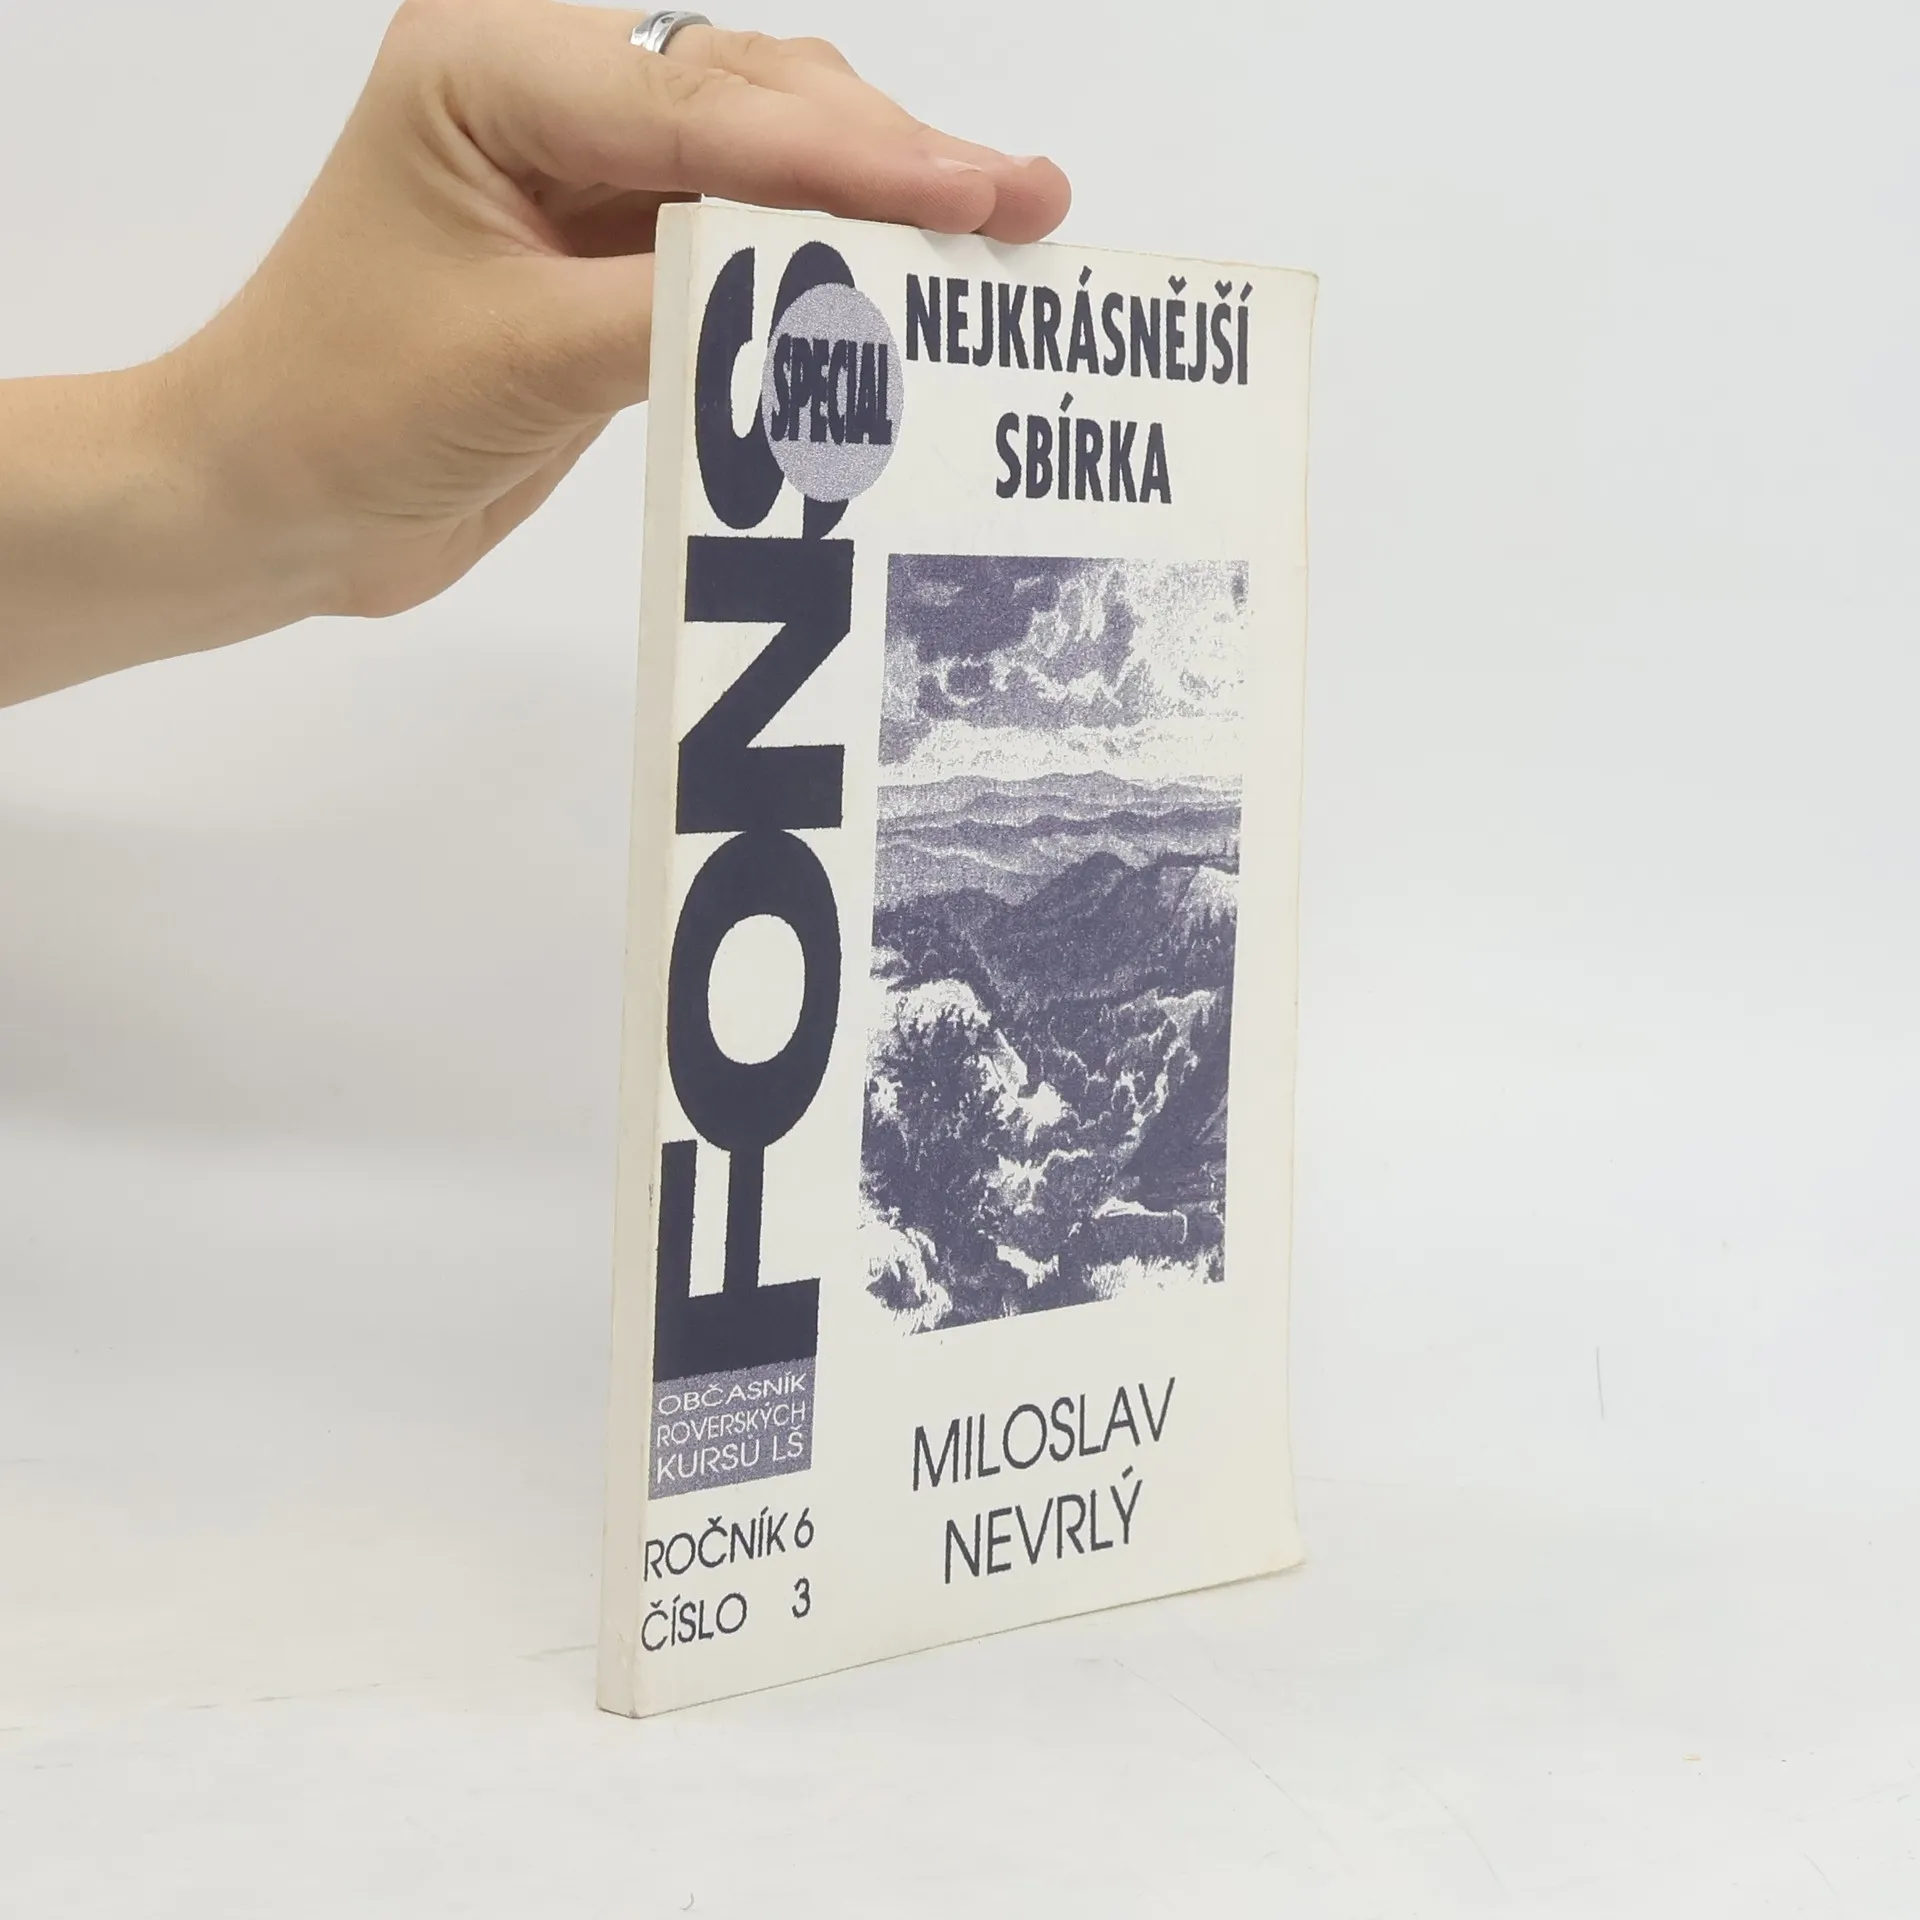 FONS
SPECIAL
NEJKRÁSNĚJŠÍ
SBÍRKA
OBČASNÍK
ROVERSKÝCH
KURSŮ LŠ
ROČNÍK 6
ČÍSLO 3
MILOSLAV
NEVRLÝ